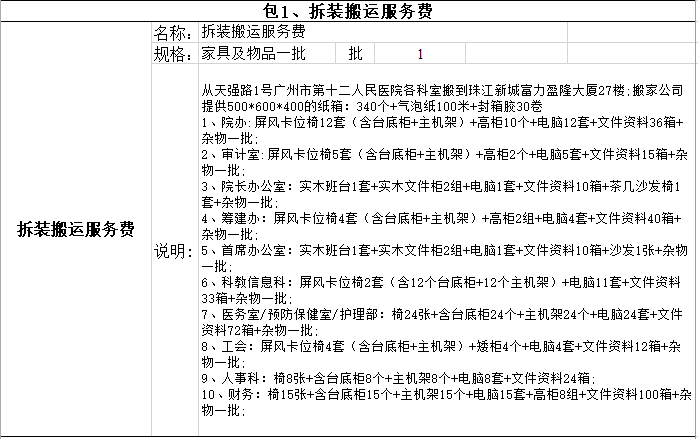 包1、拆装搬运服务费
名称: 拆装搬运服务费
规格: 家具及物品一批 批 1
拆装搬运服务费
说明:
从天强路1号广州市第十二人民医院各科室搬到珠江新城富力盈隆大厦27楼;搬家公司
提供500*600*400的纸箱：340个+气泡纸100米+封箱胶30卷
1、院办:屏风卡位椅12套（含台底柜+主机架）+高柜10个+电脑12套+文件资料36箱+
杂物一批;
2、审计室:屏风卡位椅5套（含台底柜+主机架）+高柜2个+电脑5套+文件资料15箱+杂
物一批;
3、院长办公室：实木班台1套+实木文件柜2组+电脑1套+文件资料10箱+茶几沙发椅1
套+杂物一批;
4、筹建办：屏风卡位椅4套（含台底柜+主机架）+高柜2组+电脑4套+文件资料40箱+
杂物一批;
5、首席办公室：实木班台1套+实木文件柜2组+电脑1套+文件资料10箱+沙发1张+杂物
一批;
6、科教信息科：屏风卡位椅2套（含12个台底柜+12个主机架）+电脑11套+文件资料
33箱+杂物一批;
7、医务室/预防保健室/护理部：椅24张+含台底柜24个+主机架24个+电脑24套+文件
资料72箱+杂物一批;
8、工会：屏风卡位椅4套（含台底柜+主机架）+矮柜4个+电脑4套+文件资料12箱+杂
物一批;
9、人事科：椅8张+含台底柜8个+主机架8个+电脑8套+文件资料24箱;
10、财务：椅15张+含台底柜15个+主机架15个+电脑15套+高柜8组+文件资料100箱+杂
物一批;